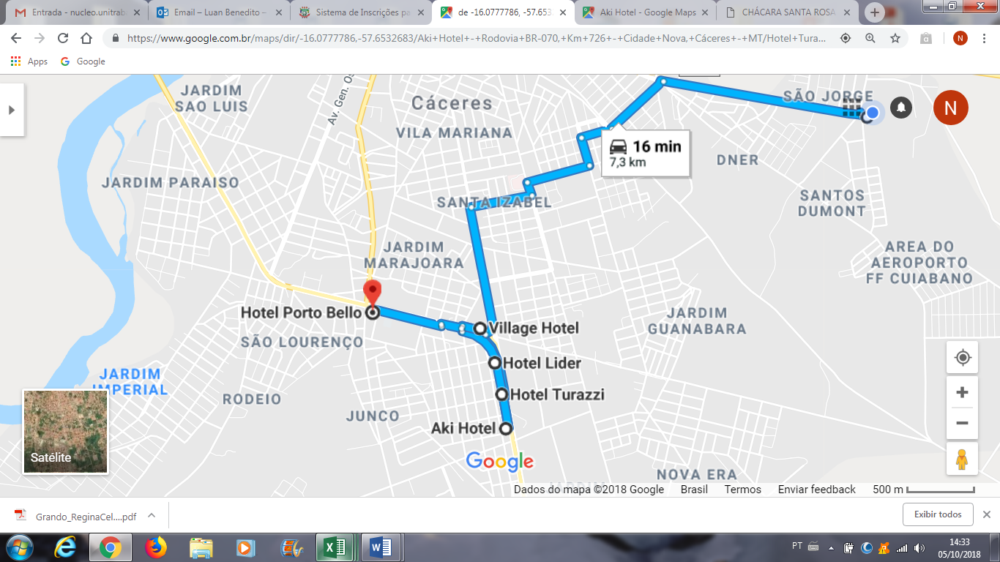 Entrada - nucleo.unitrab
Email – Luan Benedito –
Sistema de Inscrições pa
de -16.0777786, -57.653
Aki Hotel - Google Maps
CHÁCARA SANTA ROSA
https://www.google.com.br/maps/dir/-16.0777786,-57.6532683/Aki+Hotel+-+Rodovia+BR-070,+Km+726+-+Cidade+Nova,+Cáceres+-+MT/Hotel+Tura...
N
Apps
Google
JARDIM
SAO LUIS
Av. Gen. Os
Cáceres
VILA MARIANA
SÃO JORGE
N
16 min
7,3 km
DNER
JARDIM PARAISO
SANTA IZABEL
SANTOS
DUMONT
JARDIM
MARAJOARA
AREA DO
AEROPORTO
FF CUIABANO
Hotel Porto Bello
JARDIM
GUANABARA
Village Hotel
SÃO LOURENÇO
Hotel Lider
JARDIM
IMPERIAL
RODEIO
Hotel Turazzi
JUNCO
Aki Hotel
Satélite
Google
NOVA ERA
Dados do mapa ©2018 Google
Brasil
Termos
Enviar feedback
500 m
Grando_ReginaCel....pdf
Exibir todos
PT
14:33
05/10/2018